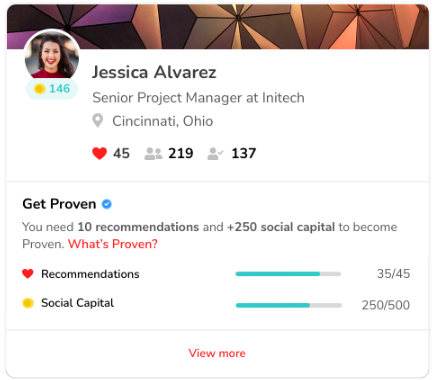 146
Jessica Alvarez
Senior Project Manager at Initech
Cincinnati, Ohio
45 219 137
Get Proven
You need 10 recommendations and +250 social capital to become
Proven. What's Proven?
Recommendations 35/45
Social Capital 250/500
View more